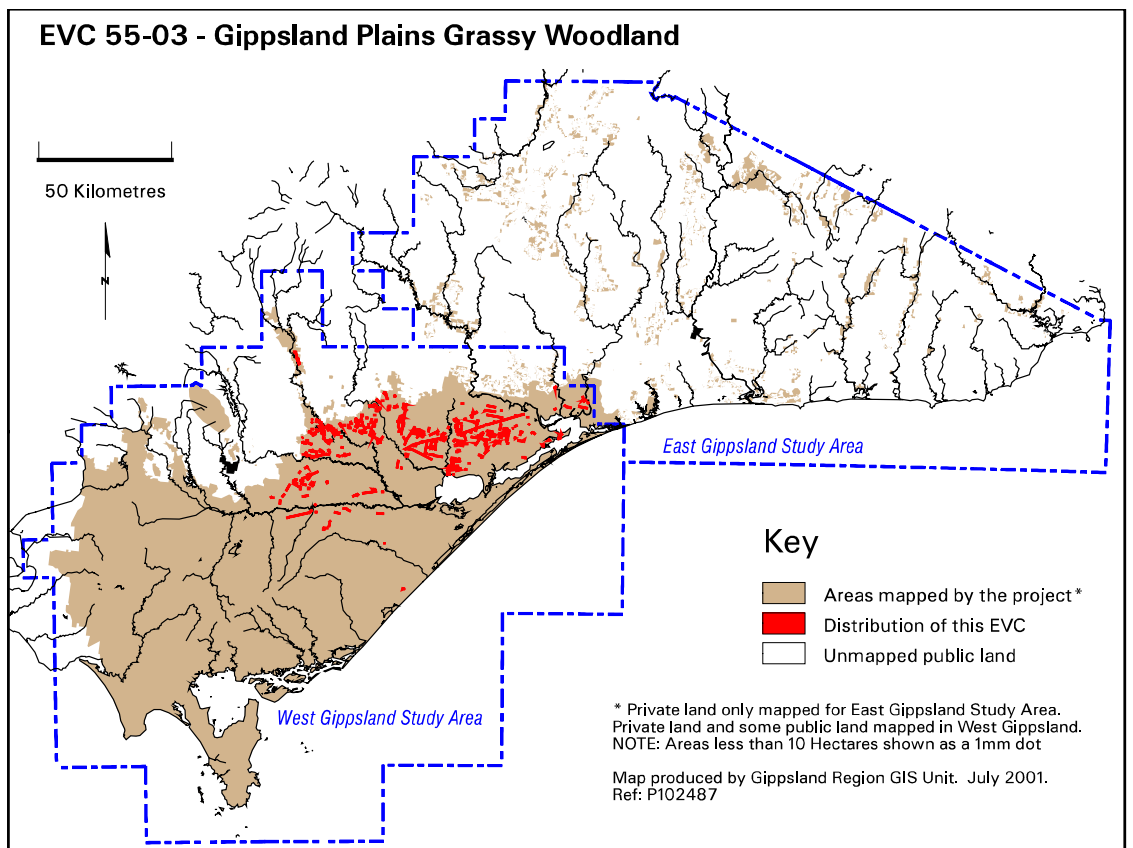 EVC 55-03 - Gippsland Plains Grassy Woodland
50 Kilometres
N
East Gippsland Study Area
Key
Areas mapped by the project*
Distribution of this EVC
Unmapped public land
West Gippsland Study Area
* Private land only mapped for East Gippsland Study Area.
Private land and some public land mapped in West Gippsland.
NOTE: Areas less than 10 Hectares shown as a 1mm dot
Map produced by Gippsland Region GIS Unit. July 2001.
Ref: P102487